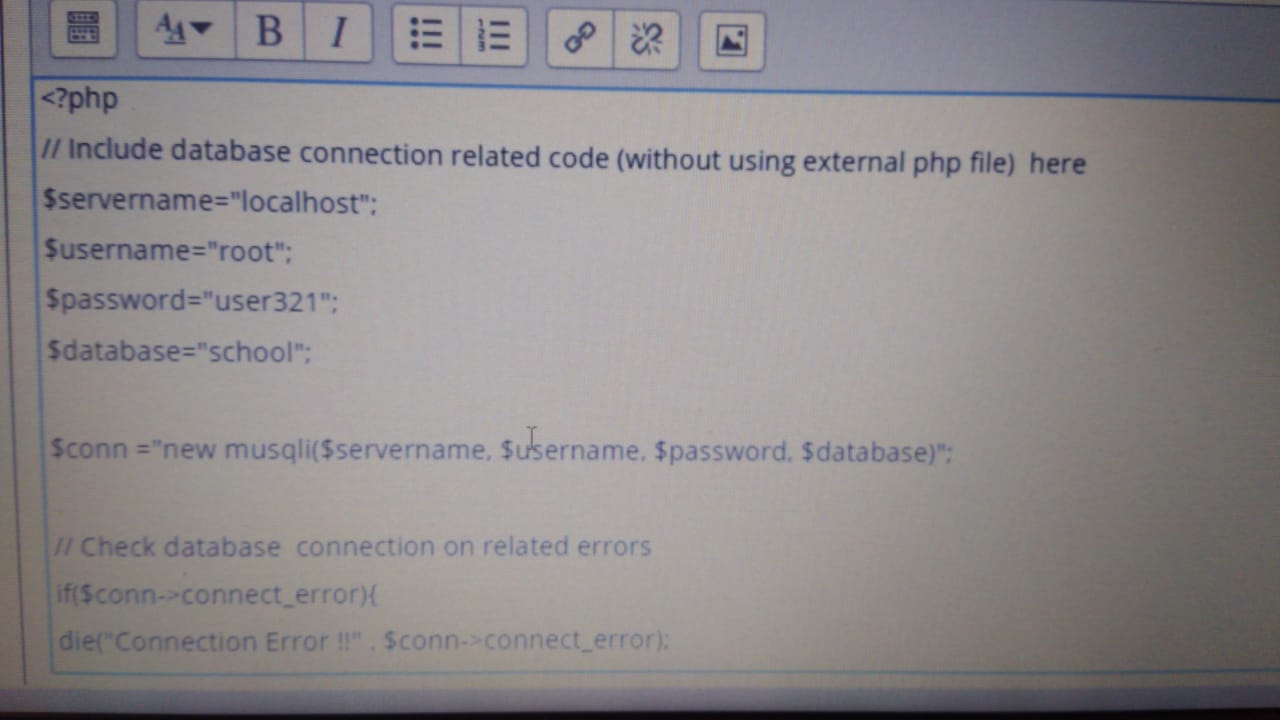 <?php
// Include database connection related code (without using external php file)  here
$servername="localhost";
$username="root";
$password="user321";
$database="school";
$conn ="new musqli($servername, $username, $password, $database)";
// Check database  connection on related errors
if($conn->connect_error){
die("Connection Error !!" . $conn->connect_error);